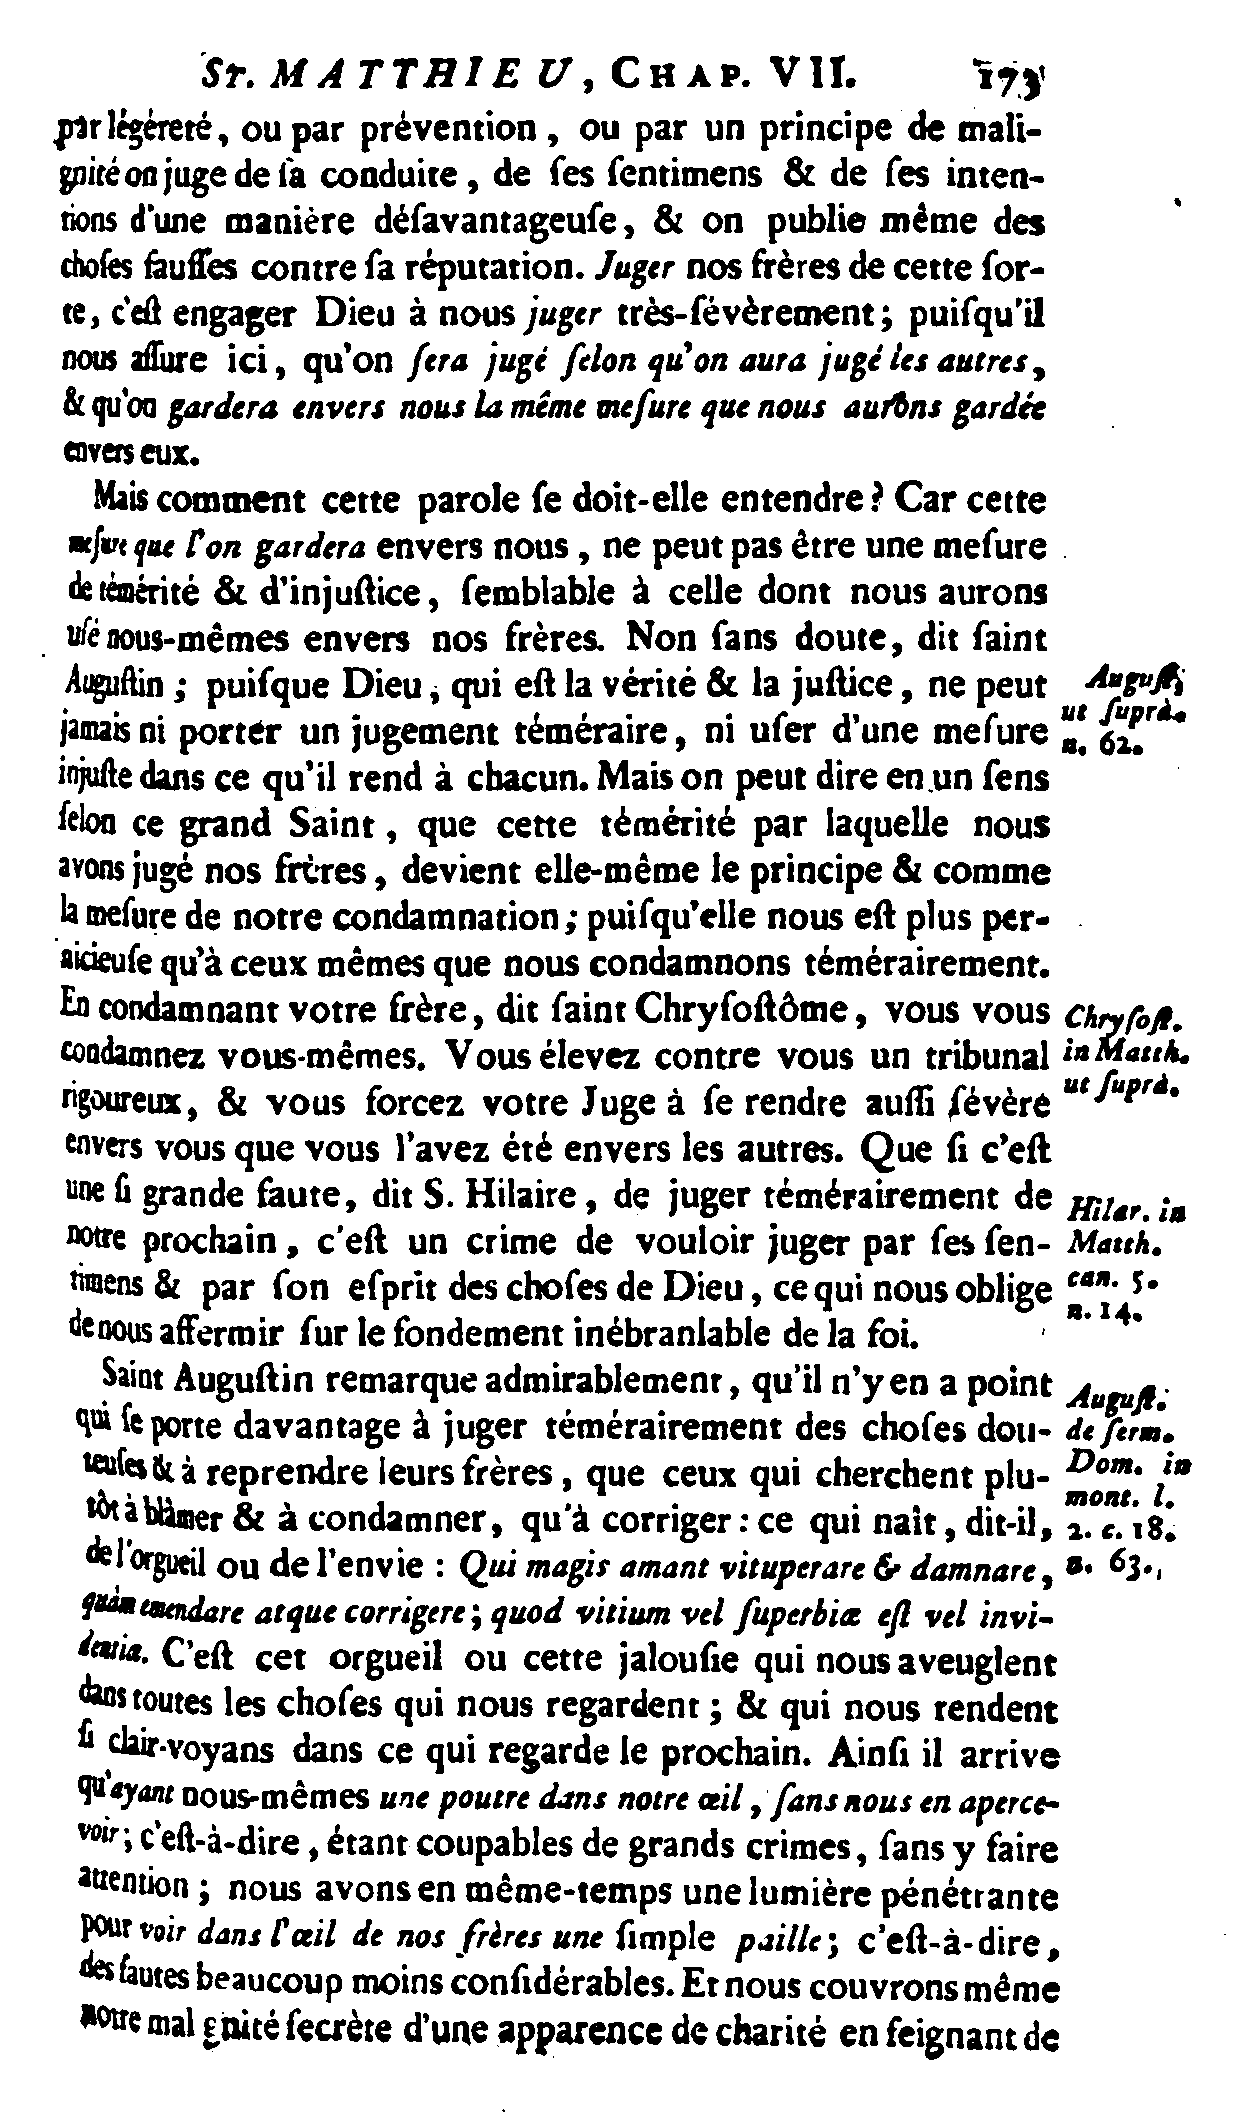 St. MATTHIEU, CHAP. VII. 173
par légéreté, ou par prévention, ou par un principe de mali-
gnité on juge de ſa conduite, de ſes ſentimens & de ſes inten-
tions d'une manière déſavantageuſe, & on publie même des
choſes fauſſes contre ſa réputation. Juger nos frères de cette ſor-
te, c'eſt engager Dieu à nous juger très-ſévèrement; puiſqu'il
nous aſſure ici, qu'on ſera jugé ſelon qu'on aura jugé les autres,
& qu'on gardera envers nous la même meſure que nous aurons gardée
envers eux.
Mais comment cette parole ſe doit-elle entendre? Car cette
meſure que l'on gardera envers nous, ne peut pas être une meſure
de témérité & d'injuſtice, ſemblable à celle dont nous aurons
uſé nous-mêmes envers nos frères. Non ſans doute, dit ſaint
Auguſtin; puiſque Dieu, qui eſt la vérité & la juſtice, ne peut
jamais ni porter un jugement téméraire, ni uſer d'une meſure
injuſte dans ce qu'il rend à chacun. Mais on peut dire en un ſens
ſelon ce grand Saint, que cette témérité par laquelle nous
avons jugé nos frères, devient elle-même le principe & comme
la meſure de notre condamnation; puiſqu'elle nous eſt plus per-
nicieuſe qu'à ceux mêmes que nous condamnons témérairement.
En condamnant votre frère, dit ſaint Chryſoſtôme, vous vous
condamnez vous-mêmes. Vous élevez contre vous un tribunal
rigoureux, & vous forcez votre Juge à ſe rendre auſſi ſévère
envers vous que vous l'avez été envers les autres. Que ſi c'eſt
une ſi grande faute, dit S. Hilaire, de juger témérairement de
notre prochain, c'eſt un crime de vouloir juger par ſes ſen-
timens & par ſon eſprit des choſes de Dieu, ce qui nous oblige
de nous affermir ſur le fondement inébranlable de la foi.
Saint Auguſtin remarque admirablement, qu'il n'y en a point
qui ſe porte davantage à juger témérairement des choſes dou-
teuſes & à reprendre leurs frères, que ceux qui cherchent plu-
tôt à blâmer & à condamner, qu'à corriger: ce qui naît, dit-il,
de l'orgueil ou de l'envie: Qui magis amant vituperare & damnare,
quàm emendare atque corrigere; quod vitium vel ſuperbiæ eſt vel invi-
dentiæ. C'eſt cet orgueil ou cette jalouſie qui nous aveuglent
dans toutes les choſes qui nous regardent; & qui nous rendent
ſi clair-voyans dans ce qui regarde le prochain. Ainſi il arrive
qu'ayant nous-mêmes une poutre dans notre œil, ſans nous en aperce-
voir; c'eſt-à-dire, étant coupables de grands crimes, ſans y faire
attention; nous avons en même-temps une lumière pénétrante
pour voir dans l'œil de nos frères une ſimple paille; c'eſt-à-dire,
des fautes beaucoup moins conſidérables. Et nous couvrons même
notre malgnité ſecrète d'une apparence de charité en feignant de
Auguſt;
ut ſuprà.
n. 62.
Chryſoſt.
in Matth.
ut ſuprà.
Hilar. in
Matth.
can. 5.
n. 14.
Auguſt.
de ſerm.
Dom. in
mont. l.
2. c. 18.
n. 63.